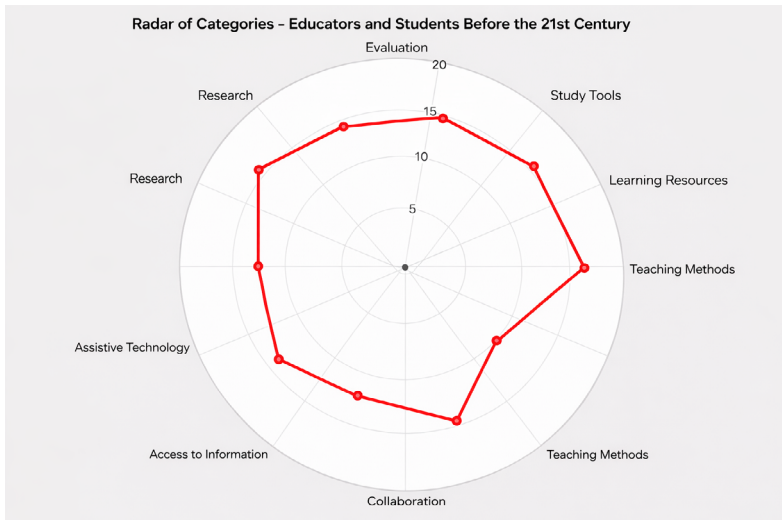 Radar of Categories – Educators and Students Before the 21st Century
Evaluation
20
Research
Study Tools
15
10
Research
Learning Resources
5
Teaching Methods
Assistive Technology
Access to Information
Teaching Methods
Collaboration